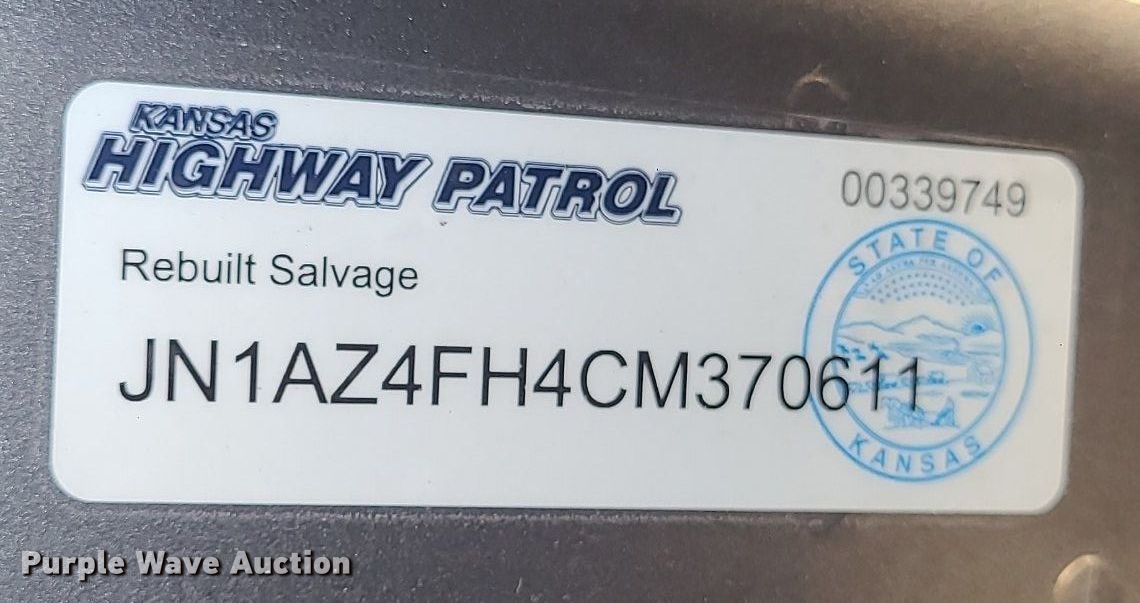 KANSAS
HIGHWAY PATROL
00339749
Rebuilt Salvage
JN1AZ4FH4CM370611
STATE OF
KANSAS
Purple Wave Auction